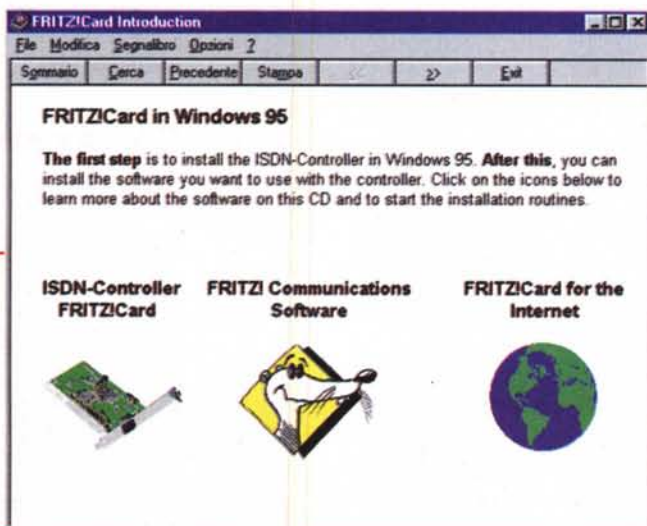 FRITZ!Card Introduction
File Modifica Segnalibro Opzioni ?
Sommario Cerca Precedente Stampa << >> Exit
FRITZ!Card in Windows 95
The first step is to install the ISDN-Controller in Windows 95. After this, you can
install the software you want to use with the controller. Click on the icons below to
learn more about the software on this CD and to start the installation routines.
ISDN-Controller FRITZ! Communications FRITZ!Card for the
FRITZ!Card Software Internet